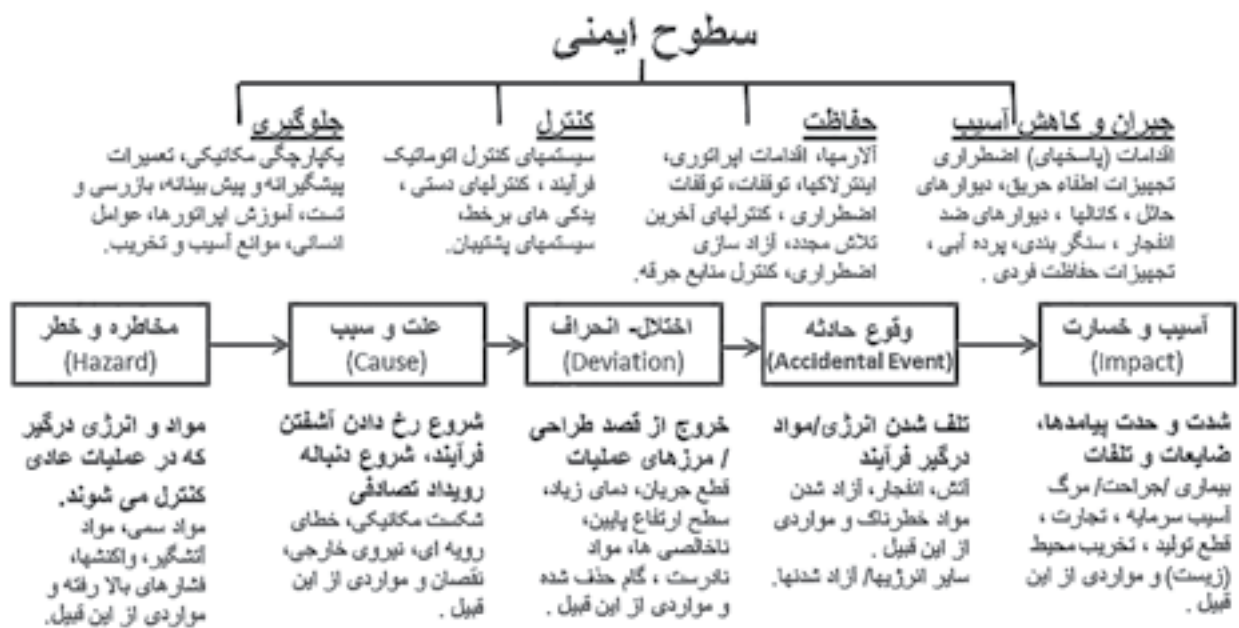 سطوح ایمنی
جلوگیری
یکپارچگی مکانیکی، تعمیرات
پیشگیرانه و پیش بینانه، بازرسی و
تست، آموزش اپراتورها، عوامل
انسانی، موانع آسیب و تخریب.
کنترل
سیستمهای کنترل اتوماتیک
فرآیند ، کنترلهای دستی ،
یدکی های برخط،
سیستمهای پشتیبان.
حفاظت
آلارمها، اقدامات اپراتوری،
اینترلاکها، توقفات، توقفات
اضطراری ، کنترلهای آخرین
تلاش مجدد، آزاد سازی
اضطراری، کنترل منابع جرقه.
جبران و کاهش آسیب
اقدامات (پاسخهای) اضطراری
تجهیزات اطفاء حریق، دیوارهای
حائل ، کانالها ، دیوارهای ضد
انفجار ، سنگر بندی، پرده آبی ،
تجهیزات حفاظت فردی .
مخاطره و خطر
(Hazard)
علت و سبب
(Cause)
اختلال- انحراف
(Deviation)
وقوع حادثه
(Accidental Event)
آسیب و خسارت
(Impact)
مواد و انرژی درگیر
که در عملیات عادی
کنترل می شوند.
مواد سمی، مواد
آتشگیر، واکنشها،
فشارهای بالا رفته و
مواردی از این قبیل.
شروع رخ دادن آشفتن
فرآیند، شروع دنباله
رویداد تصادفی
شکست مکانیکی، خطای
رویه ای، نیروی خارجی،
نقصان و مواردی از این
قبیل .
خروج از قصد طراحی
/ مرزهای عملیات
قطع جریان، دمای زیاد،
سطح ارتفاع پایین،
ناخالصی ها، مواد
نادرست ، گام حذف شده
و مواردی از این قبیل .
تلف شدن انرژی/مواد
درگیر فرآیند
آتش، انفجار، آزاد شدن
مواد خطرناک و مواردی
از این قبیل .
سایر انرژیها/ آزاد شدنها.
شدت و حدت پیامدها،
ضایعات و تلفات
بیماری /جراحت/ مرگ
آسیب سرمایه ، تجارت ،
قطع تولید ، تخریب محیط
(زیست) و مواردی از این
قبیل .